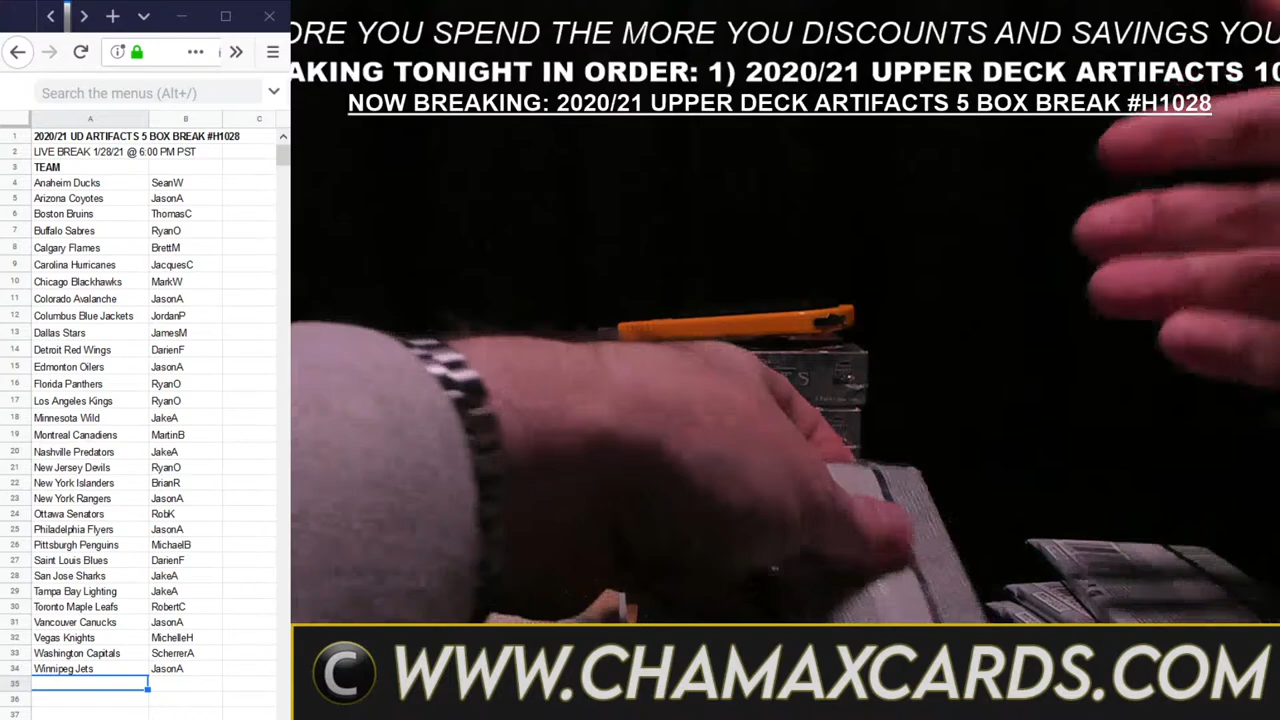 ORE YOU SPEND THE MORE YOU DISCOUNTS AND SAVINGS YOU
AKING TONIGHT IN ORDER: 1) 2020/21 UPPER DECK ARTIFACTS 10
NOW BREAKING: 2020/21 UPPER DECK ARTIFACTS 5 BOX BREAK #H1028
Search the menus (Alt+/)
A B C
1 2020/21 UD ARTIFACTS 5 BOX BREAK #H1028
2 LIVE BREAK 1/28/21 @ 6:00 PM PST
3 TEAM
4 Anaheim Ducks SeanW
5 Arizona Coyotes JasonA
6 Boston Bruins ThomasC
7 Buffalo Sabres RyanO
8 Calgary Flames BrettM
9 Carolina Hurricanes JacquesC
10 Chicago Blackhawks MarkW
11 Colorado Avalanche JasonA
12 Columbus Blue Jackets JordanP
13 Dallas Stars JamesM
14 Detroit Red Wings DarienF
15 Edmonton Oilers JasonA
16 Florida Panthers RyanO
17 Los Angeles Kings RyanO
18 Minnesota Wild JakeA
19 Montreal Canadiens MartinB
20 Nashville Predators JakeA
21 New Jersey Devils RyanO
22 New York Islanders BrianR
23 New York Rangers JasonA
24 Ottawa Senators RobK
25 Philadelphia Flyers JasonA
26 Pittsburgh Penguins MichaelB
27 Saint Louis Blues DarienF
28 San Jose Sharks JakeA
29 Tampa Bay Lighting JakeA
30 Toronto Maple Leafs RobertC
31 Vancouver Canucks JasonA
32 Vegas Knights MichelleH
33 Washington Capitals ScherrerA
34 Winnipeg Jets JasonA
35
36
37
C WWW.CHAMAXCARDS.COM